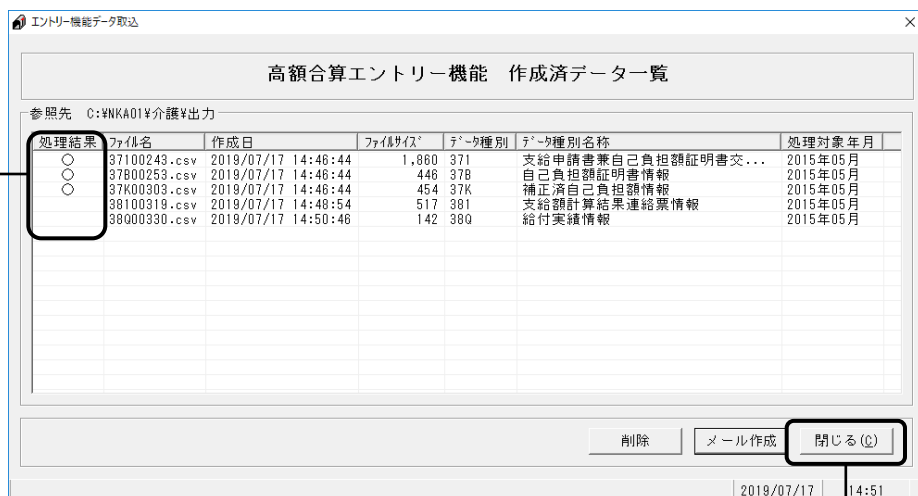 エントリー機能データ取込
高額合算エントリー機能 作成済データ一覧
参照先 C:¥NKA01¥介護¥出力
処理結果 ﾌｧｲﾙ名 作成日 ﾌｧｲﾙｻｲｽﾞ ﾃﾞｰﾀ種別 ﾃﾞｰﾀ種別名称 処理対象年月
○ 37100243.csv 2019/07/17 14:46:44 1,860 371 支給申請書兼自己負担額証明書交... 2015年05月
○ 37B00253.csv 2019/07/17 14:46:44 446 37B 自己負担額証明書情報 2015年05月
○ 37K00303.csv 2019/07/17 14:46:44 454 37K 補正済自己負担額情報 2015年05月
38100319.csv 2019/07/17 14:48:54 517 381 支給額計算結果連絡票情報 2015年05月
38Q00330.csv 2019/07/17 14:50:46 142 38Q 給付実績情報 2015年05月
削除 メール作成 閉じる(C)
2019/07/17 14:51